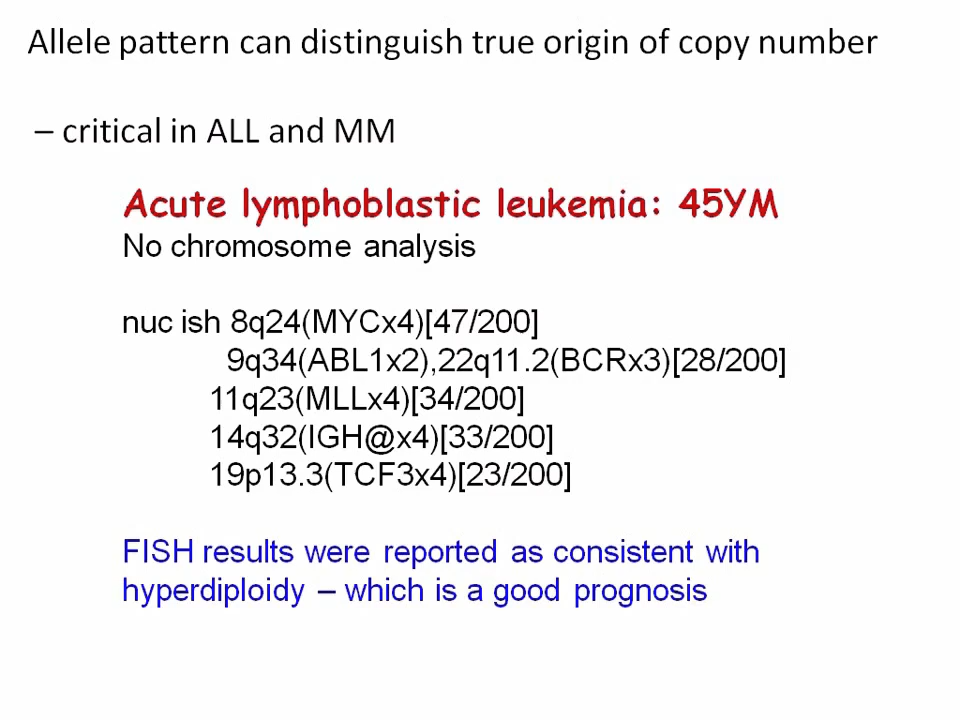 Allele pattern can distinguish true origin of copy number
– critical in ALL and MM
Acute lymphoblastic leukemia: 45YM
No chromosome analysis
nuc ish 8q24(MYCx4)[47/200]
9q34(ABL1x2),22q11.2(BCRx3)[28/200]
11q23(MLLx4)[34/200]
14q32(IGH@x4)[33/200]
19p13.3(TCF3x4)[23/200]
FISH results were reported as consistent with
hyperdiploidy – which is a good prognosis